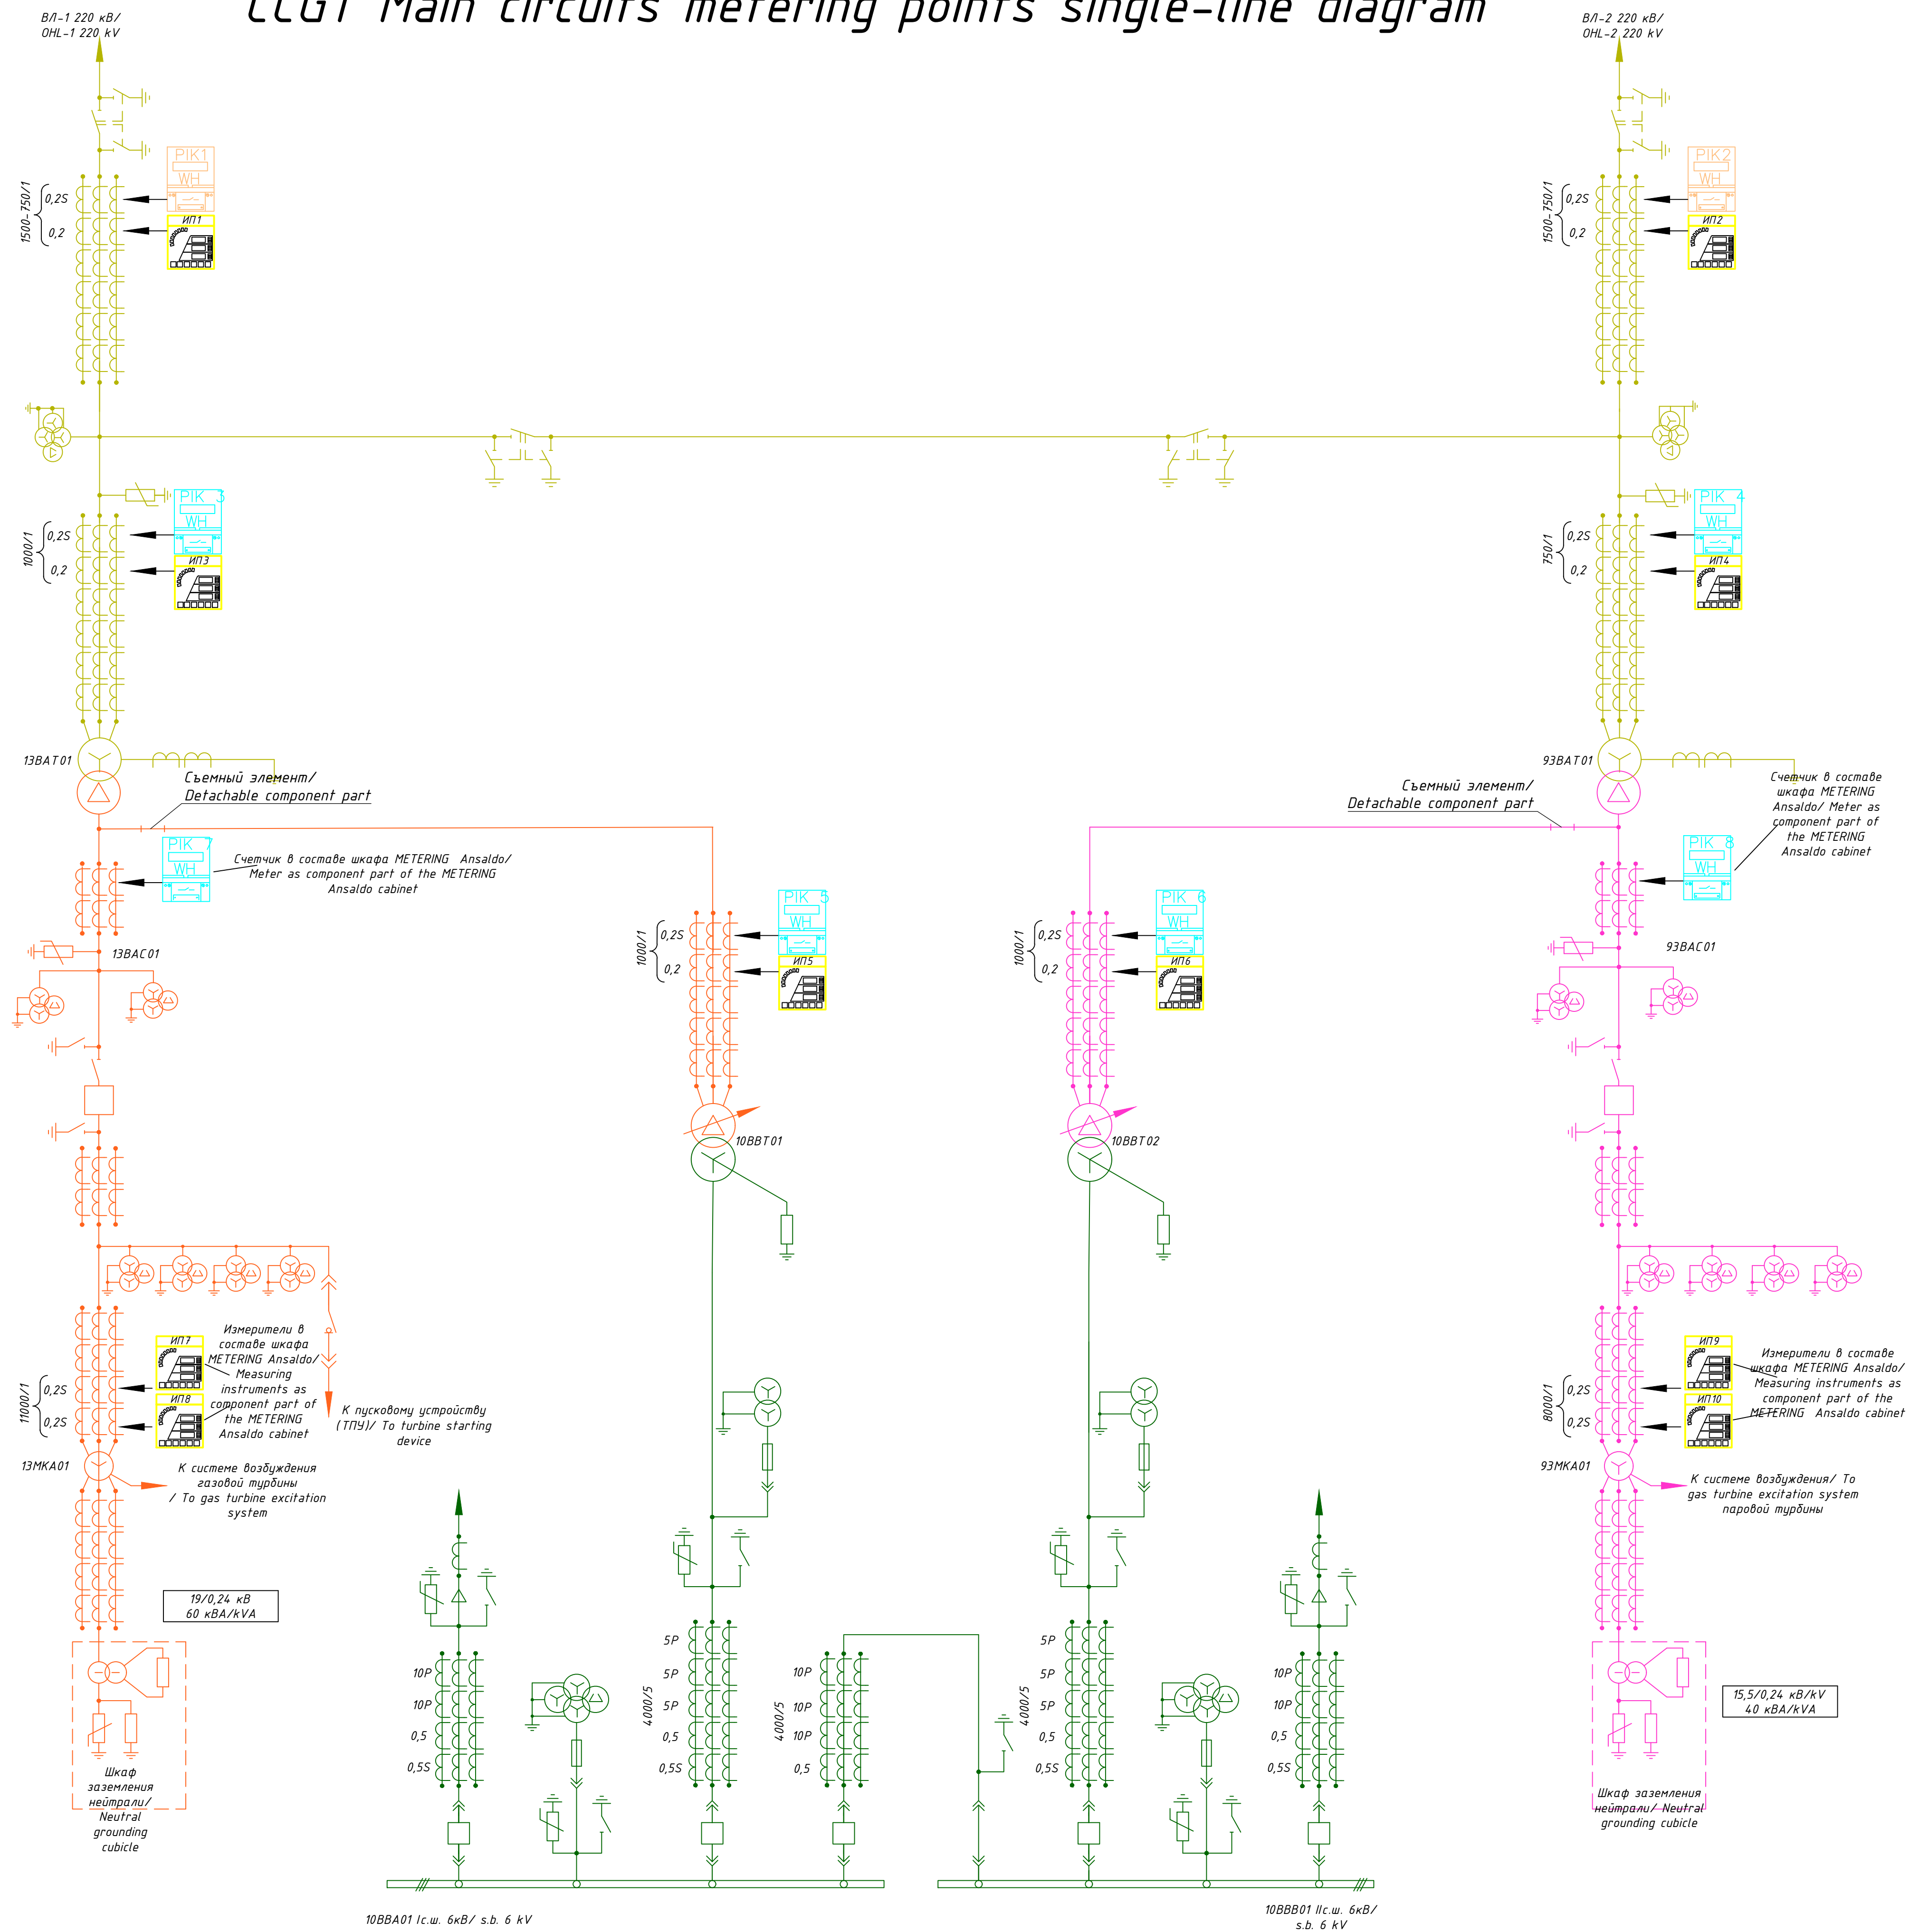 CCGT Main circuits metering points single-line diagram
ВЛ-1 220 кВ/
OHL-1 220 kV
ВЛ-2 220 кВ/
OHL-2 220 kV
PIK1
WH
ИП1
1500-750/1
0,2S
0,2
PIK2
WH
ИП2
1500-750/1
0,2S
0,2
PIK 3
WH
ИП3
1000/1
0,2S
0,2
PIK 4
WH
ИП4
750/1
0,2S
0,2
13BAT01
Съемный элемент/
Detachable component part
93BAT01
Съемный элемент/
Detachable component part
Счетчик в составе
шкафа METERING
Ansaldo/ Meter as
component part of
the METERING
Ansaldo cabinet
PIK 7
WH
Счетчик в составе шкафа METERING Ansaldo/
Meter as component part of the METERING
Ansaldo cabinet
PIK 8
WH
13BAC01
93BAC01
1000/1
0,2S
0,2
PIK 5
WH
ИП5
1000/1
0,2S
0,2
PIK 6
WH
ИП6
10BBT01
10BBT02
ИП7
ИП8
Измерители в
составе шкафа
METERING Ansaldo/
Measuring
instruments as
component part of
the METERING
Ansaldo cabinet
11000/1
0,2S
0,2S
К пусковому устройству
(ТПУ)/ To turbine starting
device
ИП9
ИП10
Измерители в составе
шкафа METERING Ansaldo/
Measuring instruments as
component part of the
METERING Ansaldo cabinet
8000/1
0,2S
0,2S
13MKA01
К системе возбуждения
газовой турбины
/ To gas turbine excitation
system
93MKA01
К системе возбуждения/ To
gas turbine excitation system
паровой турбины
19/0,24 кВ
60 кВА/kVA
15,5/0,24 кВ/kV
40 кВА/kVA
10P
10P
0,5
0,5S
4000/5
5P
5P
5P
0,5
0,5S
4000/5
10P
10P
10P
0,5
4000/5
5P
5P
5P
0,5
0,5S
10P
10P
0,5
0,5S
Шкаф
заземления
нейтрали/
Neutral
grounding
cubicle
Шкаф заземления
нейтрали/ Neutral
grounding cubicle
10BBA01 Iс.ш. 6кВ/ s.b. 6 kV
10BBB01 IIс.ш. 6кВ/
s.b. 6 kV